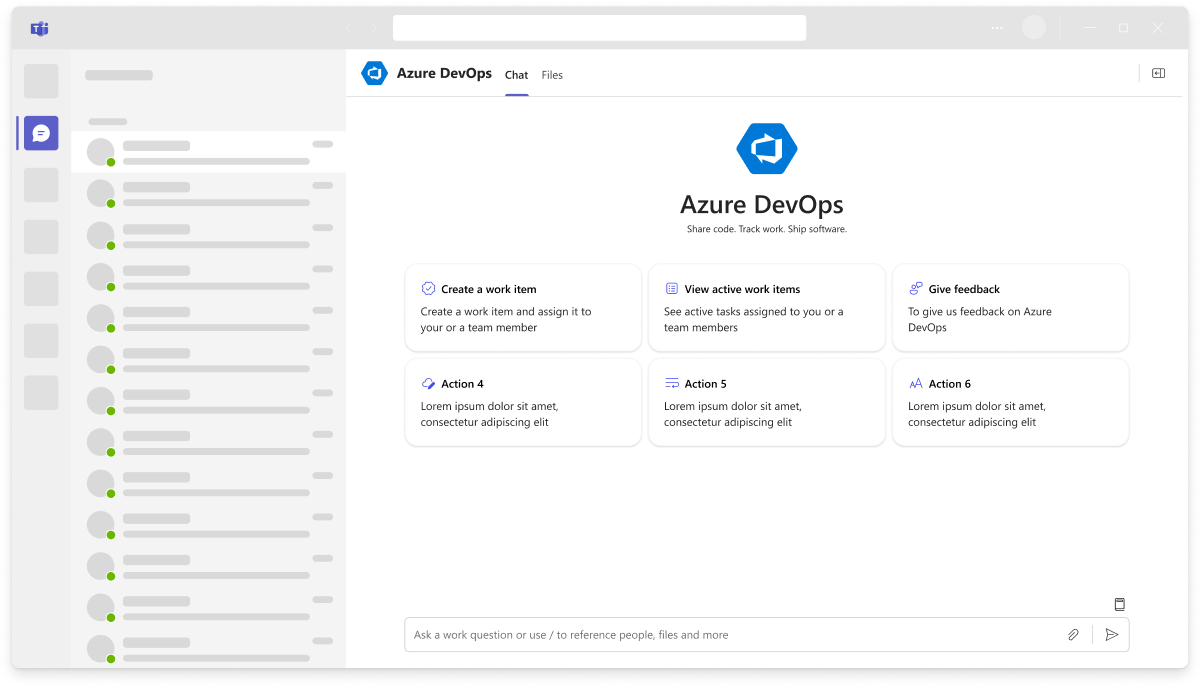 Azure DevOps
Chat
Files
Azure DevOps
Share code. Track work. Ship software.
Create a work item
Create a work item and assign it to
your or a team member
View active work items
See active tasks assigned to you or a
team members
Give feedback
To give us feedback on Azure
DevOps
Action 4
Lorem ipsum dolor sit amet,
consectetur adipiscing elit
Action 5
Lorem ipsum dolor sit amet,
consectetur adipiscing elit
Action 6
Lorem ipsum dolor sit amet,
consectetur adipiscing elit
Ask a work question or use / to reference people, files and more